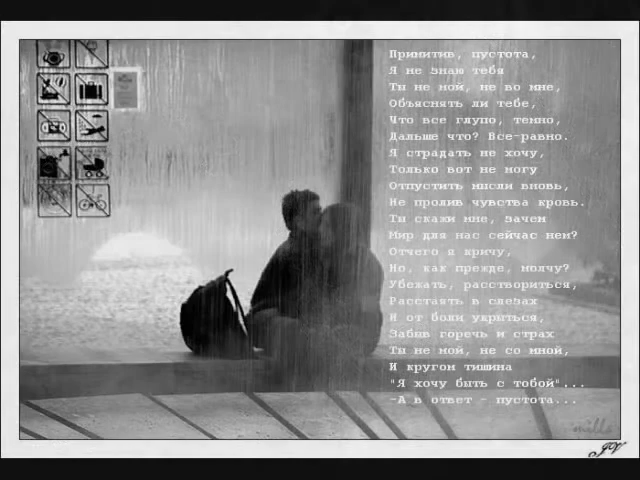 Примитив, пустота,
Я не знаю тебя
Ты не мой, не во мне,
Объяснять ли тебе,
Что все глупо, темно,
Дальше что? Все-равно.
Я страдать не хочу,
Только вот не могу
Отпустить мысли вновь,
Не пролив чувства кровь.
Ты скажи мне, зачем
Мир для нас сейчас нем?
Отчего я кричу,
Но, как прежде, молчу?
Убежать, раствориться,
Расстаять в слезах
И от боли укрыться,
Забыв горечь и страх
Ты не мой, не со мной,
И кругом тишина
"Я хочу быть с тобой"...
-А в ответ - пустота...